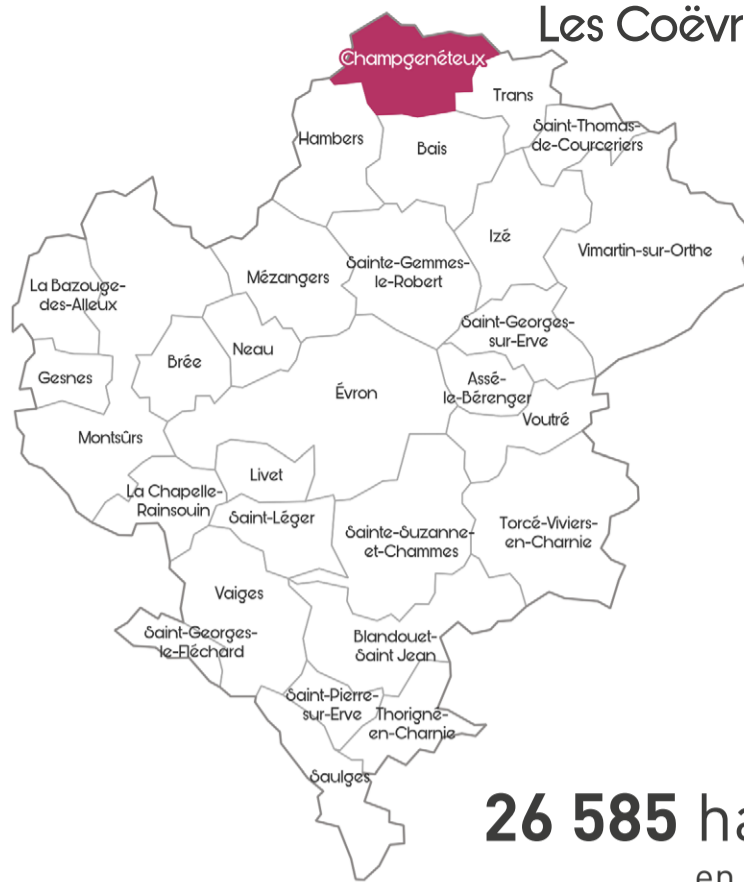 Les Coëvr
Champgenéteux
Trans
Saint-Thomas-
de-Courceriers
Hambers
Bais
Izé
Vimartin-sur-Orthe
Sainte-Gemmes-
le-Robert
Mézangers
La Bazouge-
des-Alleux
Saint-Georges-
sur-Erve
Neau
Brée
Gesnes
Assé-
le-Bérenger
Évron
Voutré
Montsûrs
Livet
La Chapelle-
Rainsouin
Saint-Léger
Sainte-Suzanne-
et-Chammes
Torcé-Viviers-
en-Charnie
Vaiges
Saint-Georges-
le-Fléchard
Blandouet-
Saint Jean
Saint-Pierre-
sur-Erve
Thorigné-
en-Charnie
Saulges
26 585 ha
en